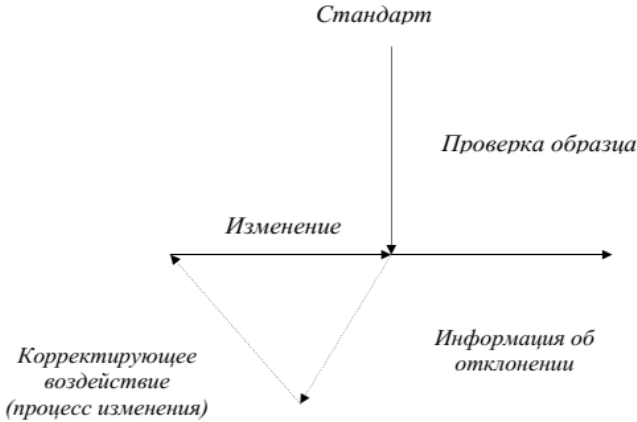 Стандарт
Проверка образца
Изменение
Информация об
отклонении
Корректирующее
воздействие
(процесс изменения)